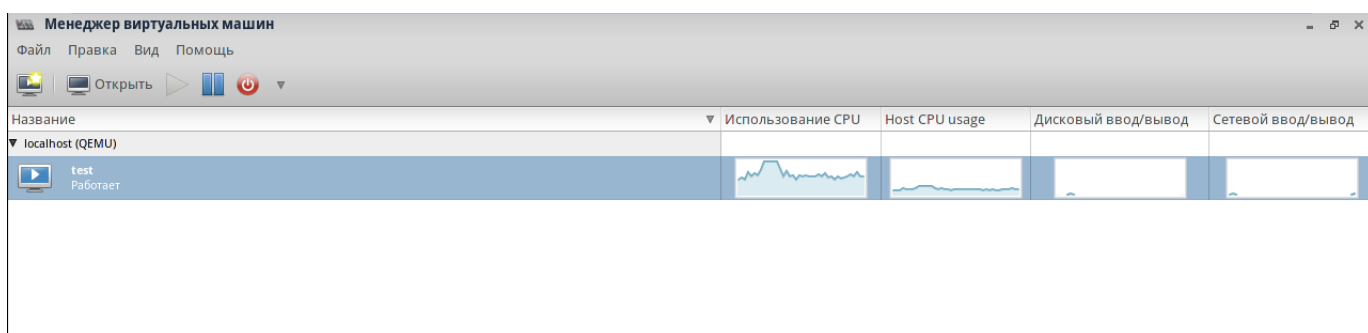 Менеджер виртуальных машин
Файл Правка Вид Помощь
Открыть
Название Использование CPU Host CPU usage Дисковый ввод/вывод Сетевой ввод/вывод
localhost (QEMU)
test
Работает